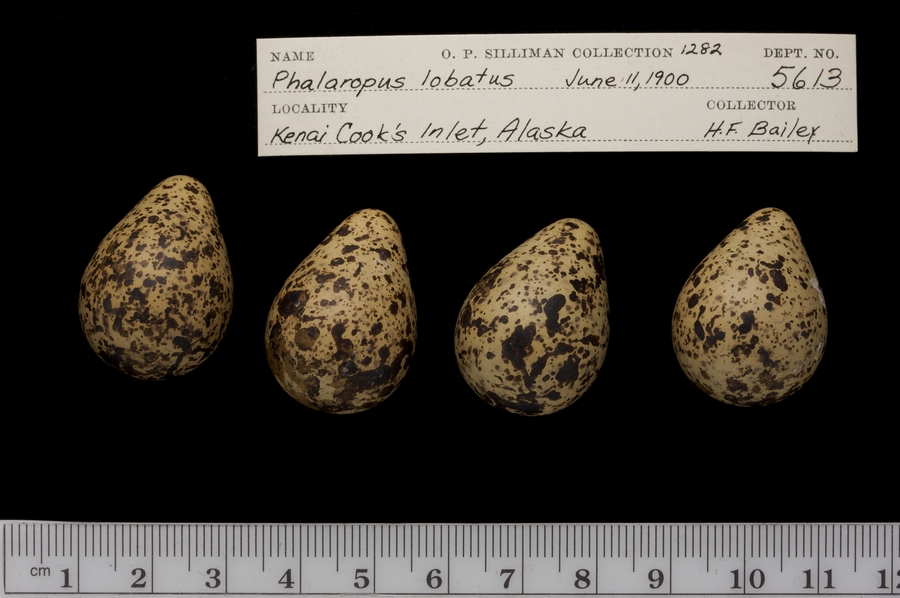 NAME O. P. SILLIMAN COLLECTION 1282 DEPT. NO.
Phalaropus lobatus June 11, 1900 5613
LOCALITY COLLECTOR
Kenai Cook's Inlet, Alaska H.F. Bailey
cm 1 2 3 4 5 6 7 8 9 10 11 12